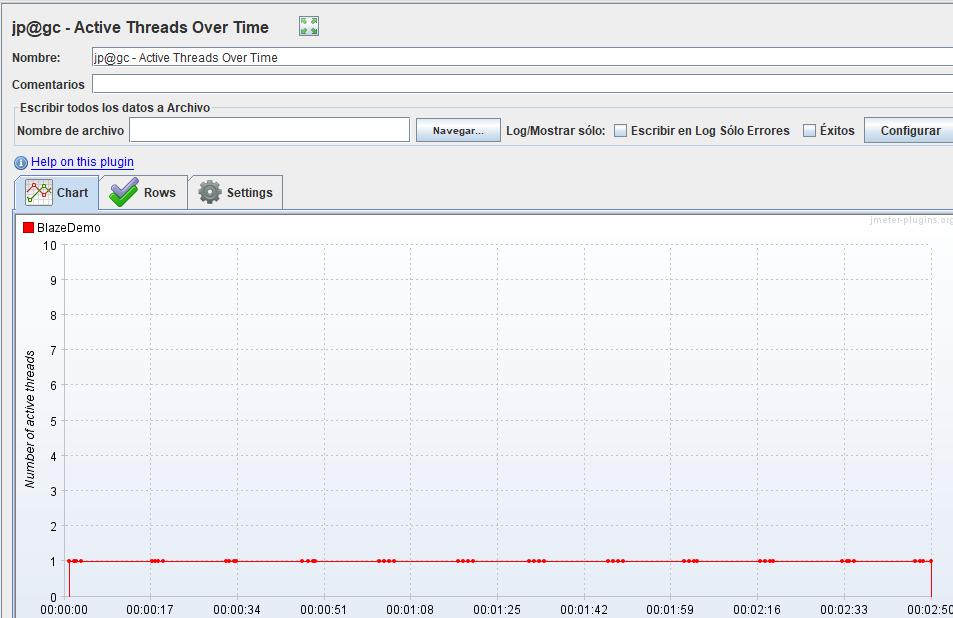 jp@gc - Active Threads Over Time
Nombre: jp@gc - Active Threads Over Time
Comentarios
Escribir todos los datos a Archivo
Nombre de archivo Navegar... Log/Mostrar sólo: Escribir en Log Sólo Errores Éxitos Configurar
Help on this plugin
Chart Rows Settings
jmeter-plugins.org
BlazeDemo
10
9
8
7
6
5
4
3
2
1
0
Number of active threads
00:00:00 00:00:17 00:00:34 00:00:51 00:01:08 00:01:25 00:01:42 00:01:59 00:02:16 00:02:33 00:02:50